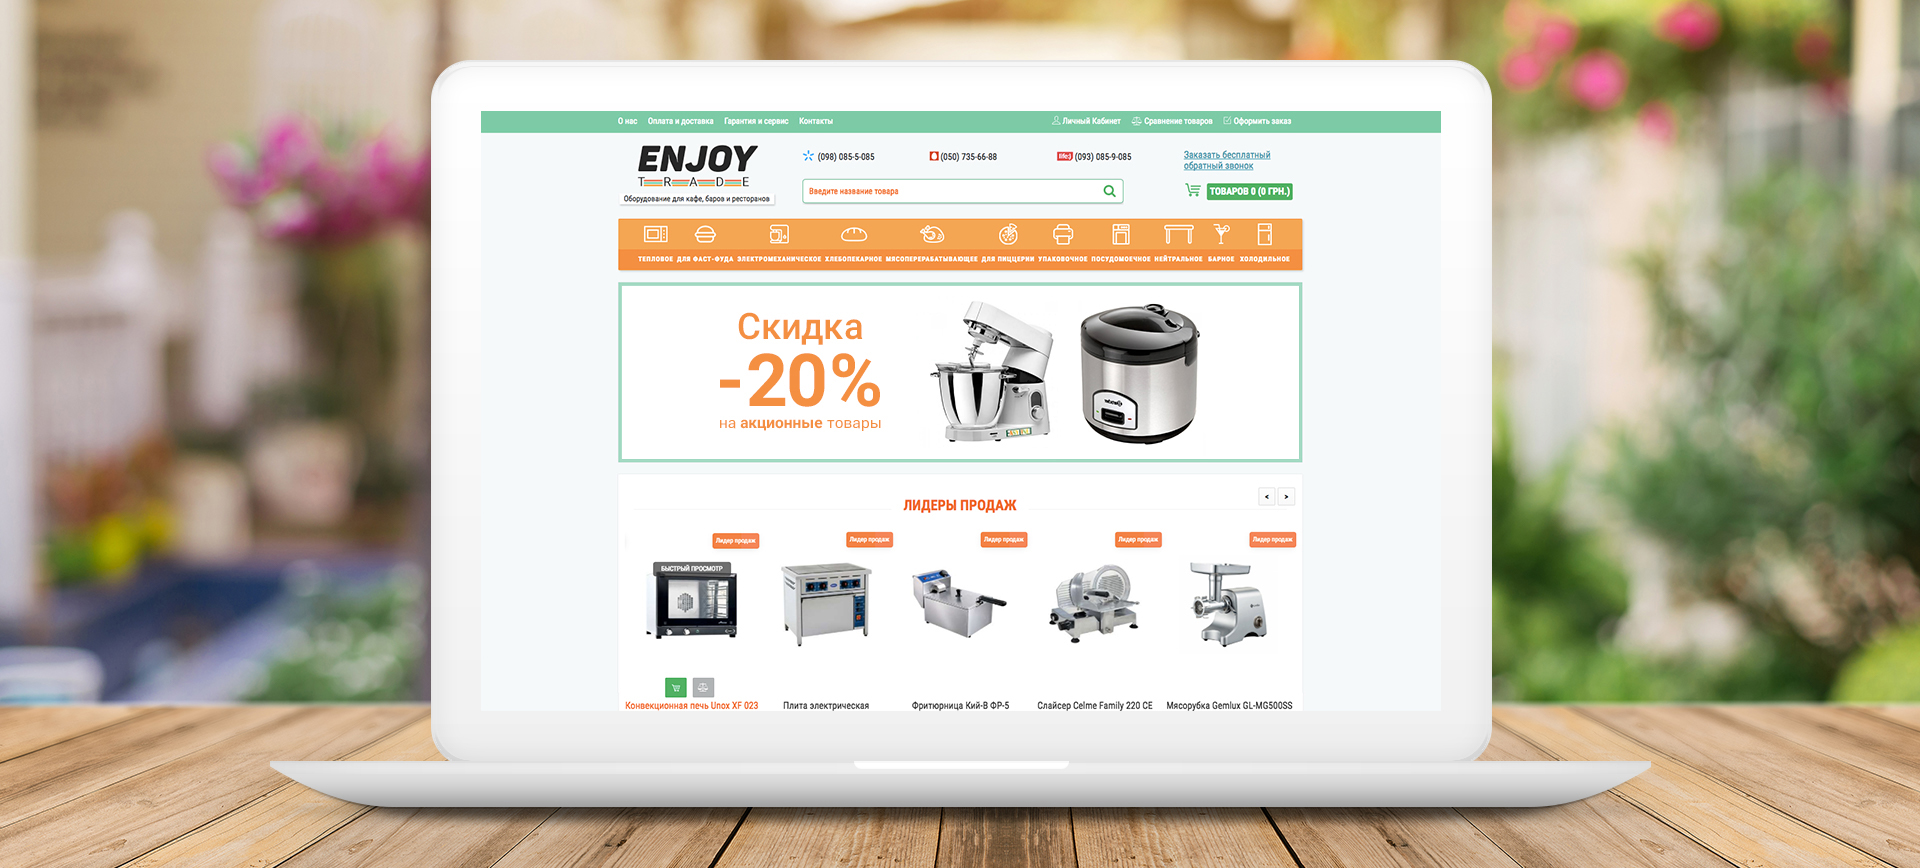 О нас Оплата и доставка Гарантия и сервис Контакты Личный Кабинет Сравнение товаров Оформить заказ
ENJOY
TRADE
Оборудование для кафе, баров и ресторанов
(098) 085-5-085 (050) 735-66-88 life:) (093) 085-9-085
Заказать бесплатный
обратный звонок
Введите название товара
ТОВАРОВ 0 (0 ГРН.)
ТЕПЛОВОЕ ДЛЯ ФАСТ-ФУДА ЭЛЕКТРОМЕХАНИЧЕСКОЕ ХЛЕБОПЕКАРНОЕ МЯСОПЕРЕРАБАТЫВАЮЩЕЕ ДЛЯ ПИЦЦЕРИИ УПАКОВОЧНОЕ ПОСУДОМОЕЧНОЕ НЕЙТРАЛЬНОЕ БАРНОЕ ХОЛОДИЛЬНОЕ
Скидка
-20%
на акционные товары
ЛИДЕРЫ ПРОДАЖ
< >
Лидер продаж Лидер продаж Лидер продаж Лидер продаж Лидер продаж
БЫСТРЫЙ ПРОСМОТР
Конвекционная печь Unox XF 023 Плита электрическая Фритюрница Кий-В ФР-5 Слайсер Celme Family 220 CE Мясорубка Gemlux GL-MG500SS